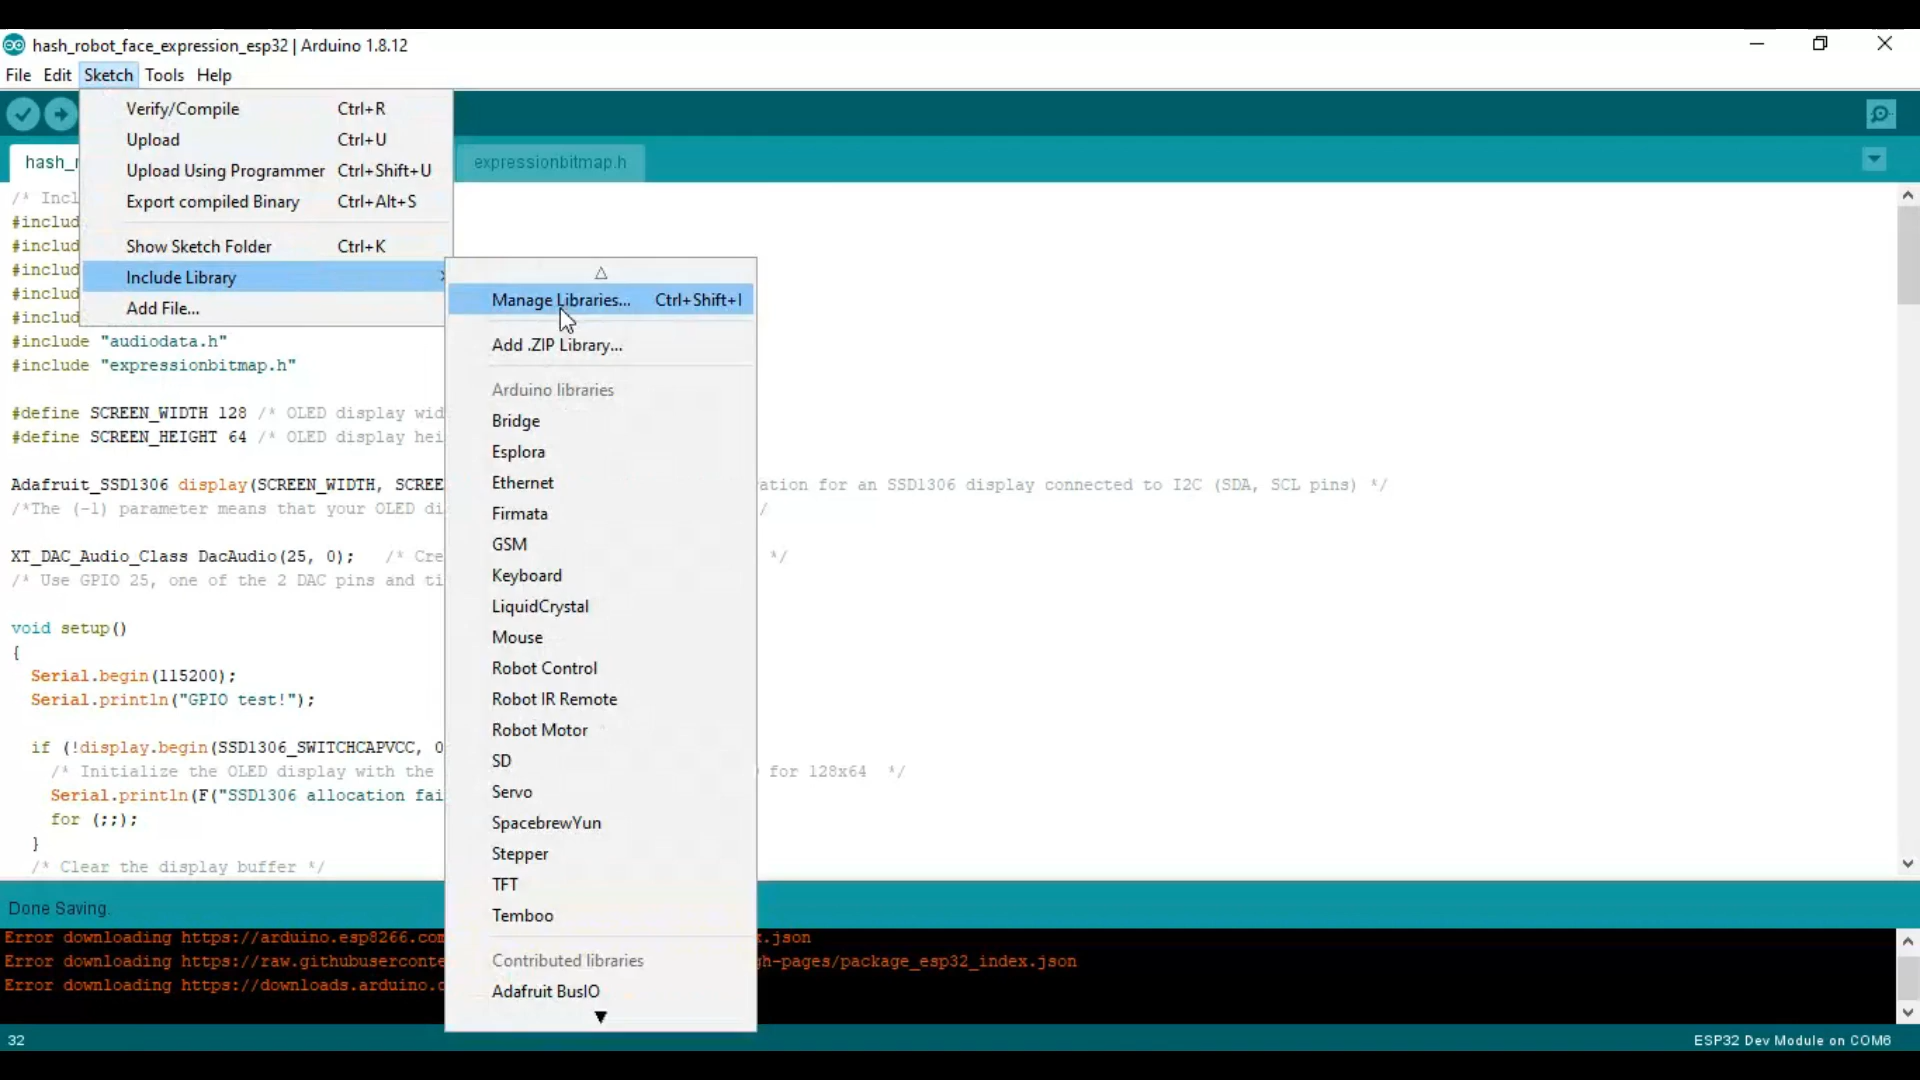 hash_robot_face_expression_esp32 | Arduino 1.8.12
File Edit Sketch Tools Help
Verify/Compile Ctrl+R
Upload Ctrl+U
Upload Using Programmer Ctrl+Shift+U
Export compiled Binary Ctrl+Alt+S
Show Sketch Folder Ctrl+K
Include Library
Add File...
Manage Libraries... Ctrl+Shift+I
Add .ZIP Library...
Arduino libraries
Bridge
Esplora
Ethernet
Firmata
GSM
Keyboard
LiquidCrystal
Mouse
Robot Control
Robot IR Remote
Robot Motor
SD
Servo
SpacebrewYun
Stepper
TFT
Temboo
Contributed libraries
Adafruit BusIO
hash_r
expressionbitmap.h
/* Incl
#includ
#includ
#includ
#includ
#includ
#include "audiodata.h"
#include "expressionbitmap.h"
#define SCREEN_WIDTH 128 /* OLED display wid
#define SCREEN_HEIGHT 64 /* OLED display hei
Adafruit_SSD1306 display(SCREEN_WIDTH, SCREE ation for an SSD1306 display connected to I2C (SDA, SCL pins) */
/*The (-1) parameter means that your OLED di /
XT_DAC_Audio_Class DacAudio(25, 0); /* Cre */
/* Use GPIO 25, one of the 2 DAC pins and ti
void setup()
{
Serial.begin(115200);
Serial.println("GPIO test!");
if (!display.begin(SSD1306_SWITCHCAPVCC, 0
/* Initialize the OLED display with the for 128x64 */
Serial.println(F("SSD1306 allocation fai
for (;;);
}
/* Clear the display buffer */
Done Saving.
Error downloading https://arduino.esp8266.com .json
Error downloading https://raw.githubuserconte gh-pages/package_esp32_index.json
Error downloading https://downloads.arduino.c
32
ESP32 Dev Module on COM6